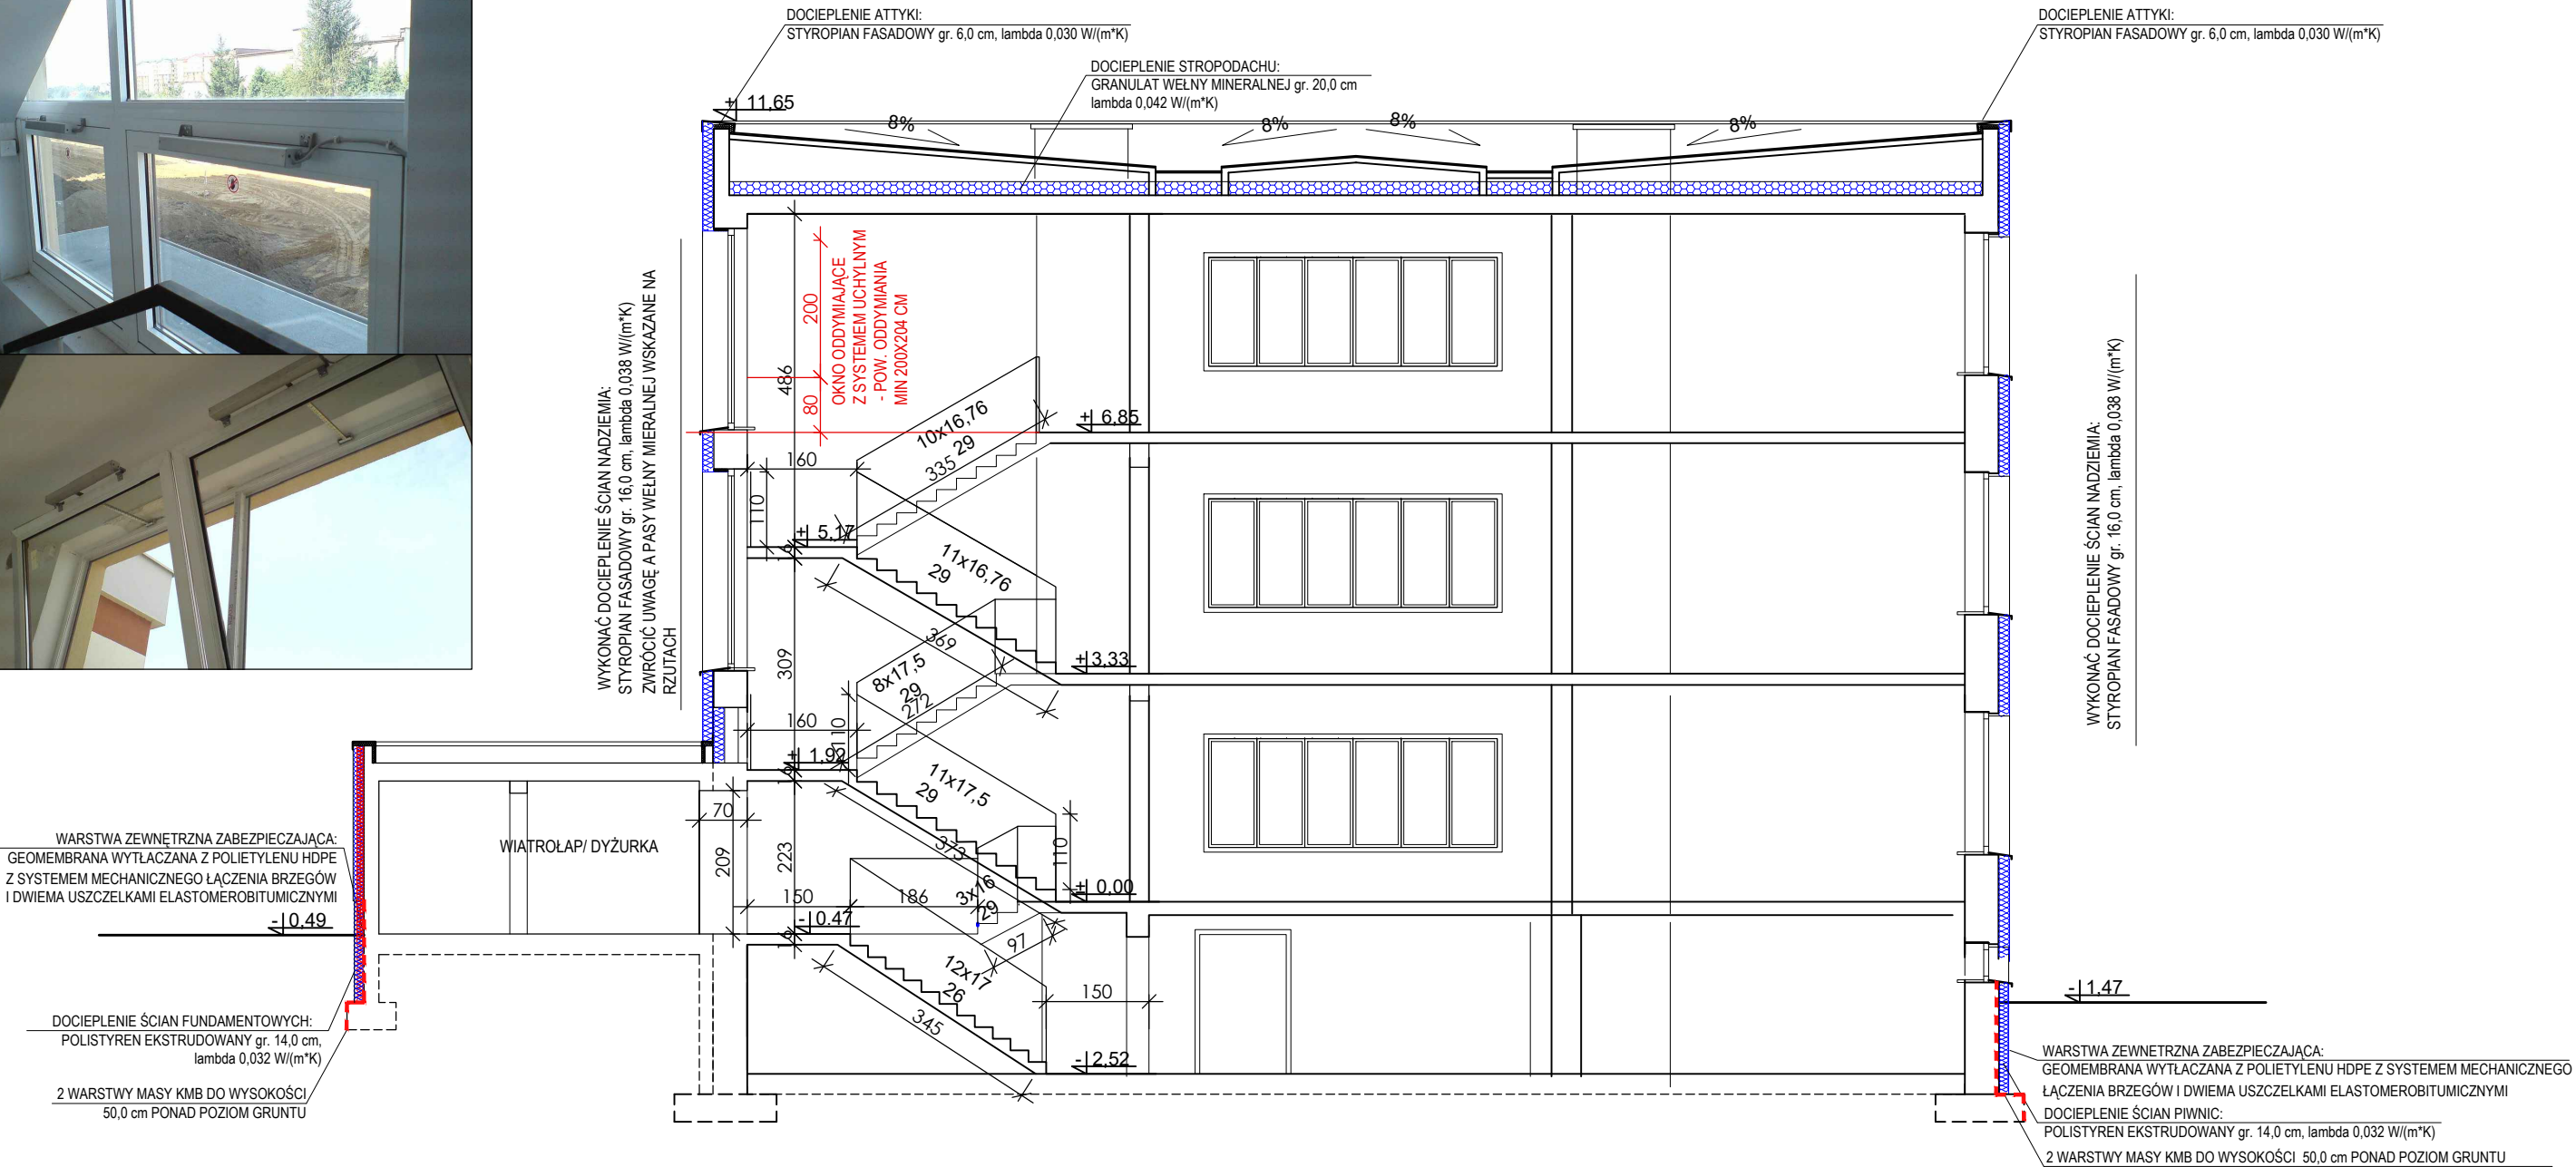 DOCIEPLENIE ATTYKI:
STYROPIAN FASADOWY gr. 6,0 cm, lambda 0,030 W/(m*K)
DOCIEPLENIE ATTYKI:
STYROPIAN FASADOWY gr. 6,0 cm, lambda 0,030 W/(m*K)
DOCIEPLENIE STROPODACHU:
GRANULAT WEŁNY MINERALNEJ gr. 20,0 cm
lambda 0,042 W/(m*K)
+ 11,65
8%
8%
8%
8%
WYKONAĆ DOCIEPLENIE ŚCIAN NADZIEMIA:
STYROPIAN FASADOWY gr. 16,0 cm, lambda 0,038 W/(m*K)
ZWRÓCIĆ UWAGĘ A PASY WEŁNY MIERALNEJ WSKAZANE NA
RZUTACH
486
200
80
OKNO ODDYMIAJĄCE
Z SYSTEMEM UCHYLNYM
- POW. ODDYMIANIA
MIN 200X204 CM
10x16,76
29
335
+ 6,85
160
110
+ 5,17
16
11x16,76
29
369
309
+ 3,33
8x17,5
29
272
160
110
+ 1,92
16
11x17,5
29
373
110
70
209
223
WIATROŁAP/ DYŻURKA
150
186
3x16
29
+ 0,00
- 0.47
16
97
12x17
26
345
150
- 2,52
WARSTWA ZEWNĘTRZNA ZABEZPIECZAJĄCA:
GEOMEMBRANA WYTŁACZANA Z POLIETYLENU HDPE
Z SYSTEMEM MECHANICZNEGO ŁĄCZENIA BRZEGÓW
I DWIEMA USZCZELKAMI ELASTOMEROBITUMICZNYMI
- 0,49
DOCIEPLENIE ŚCIAN FUNDAMENTOWYCH:
POLISTYREN EKSTRUDOWANY gr. 14,0 cm,
lambda 0,032 W/(m*K)
2 WARSTWY MASY KMB DO WYSOKOŚCI
50,0 cm PONAD POZIOM GRUNTU
WYKONAĆ DOCIEPLENIE ŚCIAN NADZIEMIA:
STYROPIAN FASADOWY gr. 16,0 cm, lambda 0,038 W/(m*K)
- 1,47
WARSTWA ZEWNETRZNA ZABEZPIECZAJĄCA:
GEOMEMBRANA WYTŁACZANA Z POLIETYLENU HDPE Z SYSTEMEM MECHANICZNEGO
ŁĄCZENIA BRZEGÓW I DWIEMA USZCZELKAMI ELASTOMEROBITUMICZNYMI
DOCIEPLENIE ŚCIAN PIWNIC:
POLISTYREN EKSTRUDOWANY gr. 14,0 cm, lambda 0,032 W/(m*K)
2 WARSTWY MASY KMB DO WYSOKOŚCI 50,0 cm PONAD POZIOM GRUNTU